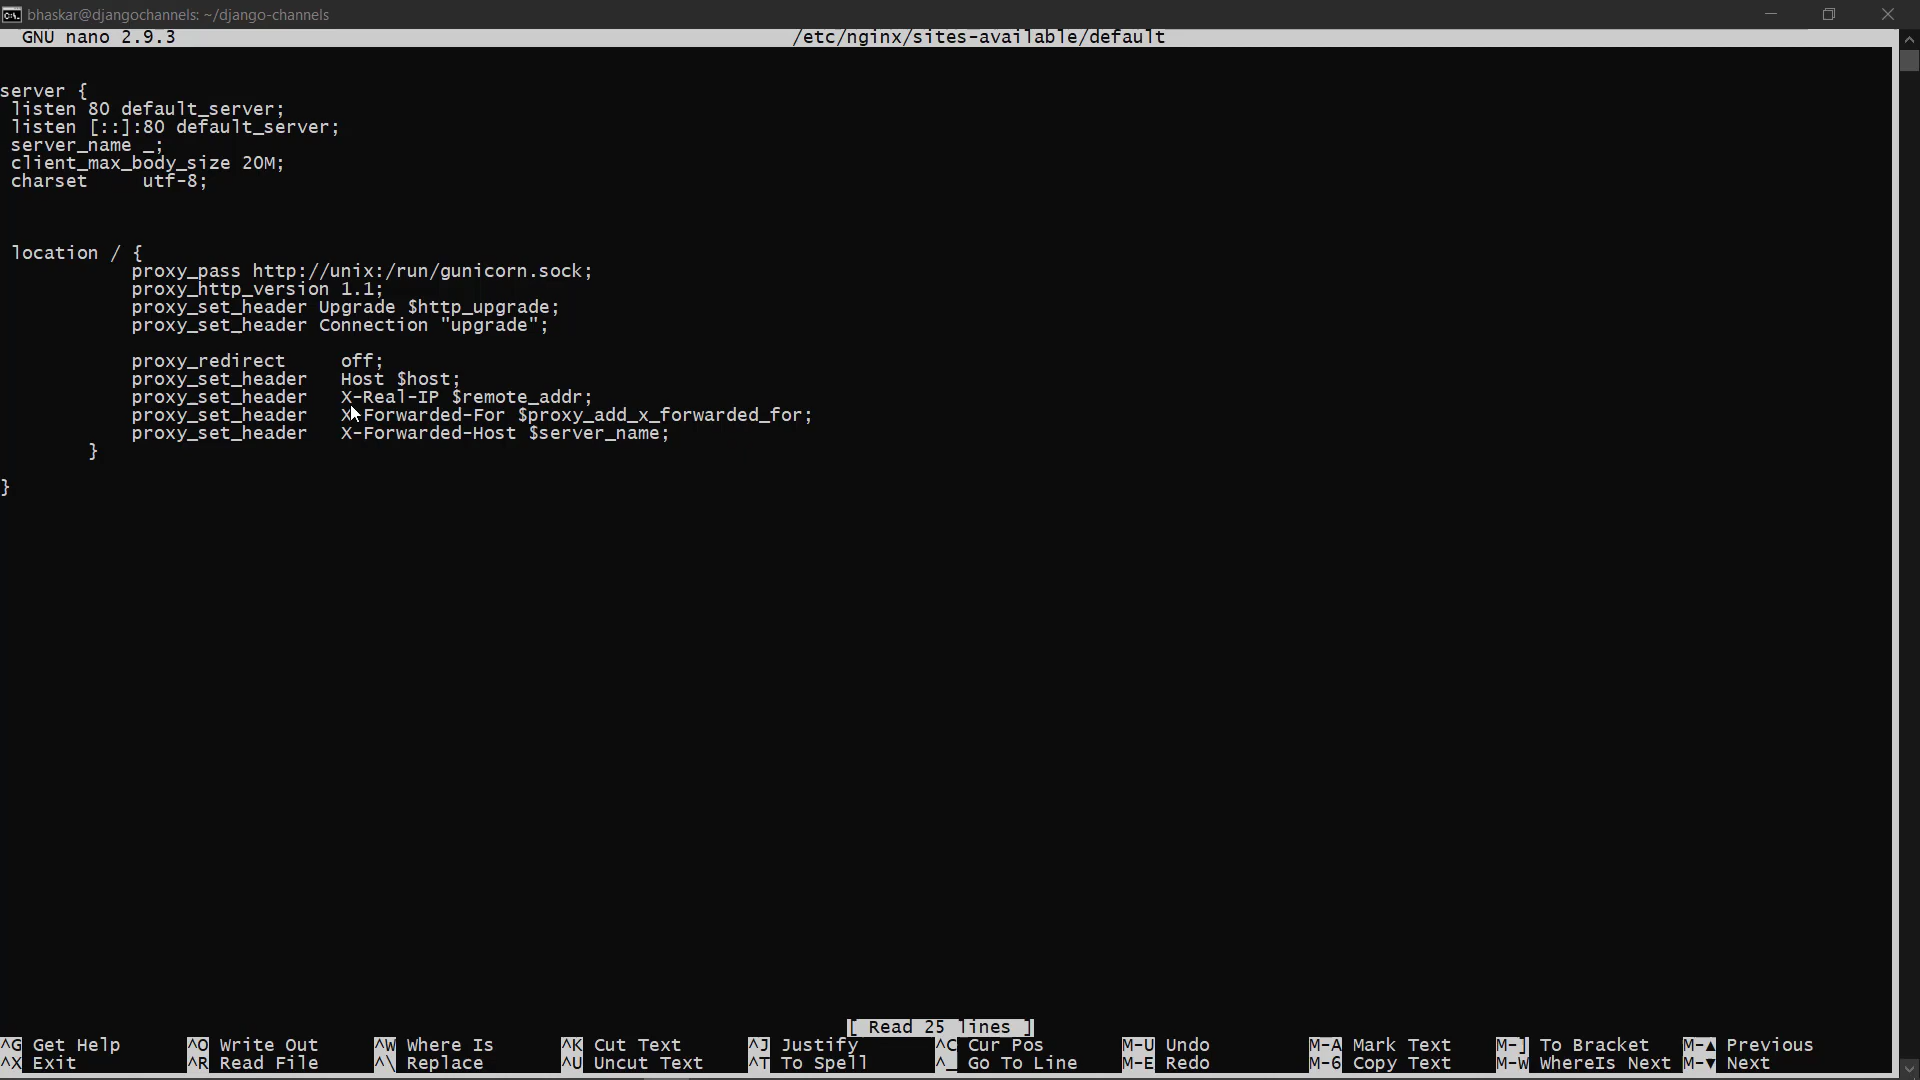 bhaskar@djangochannels: ~/django-channels
GNU nano 2.9.3 /etc/nginx/sites-available/default
server {
 listen 80 default_server;
 listen [::]:80 default_server;
 server_name _;
 client_max_body_size 20M;
 charset     utf-8;
 location / {
            proxy_pass http://unix:/run/gunicorn.sock;
            proxy_http_version 1.1;
            proxy_set_header Upgrade $http_upgrade;
            proxy_set_header Connection "upgrade";
            proxy_redirect     off;
            proxy_set_header   Host $host;
            proxy_set_header   X-Real-IP $remote_addr;
            proxy_set_header   X-Forwarded-For $proxy_add_x_forwarded_for;
            proxy_set_header   X-Forwarded-Host $server_name;
        }
}
[ Read 25 lines ]
^G Get Help ^O Write Out ^W Where Is ^K Cut Text ^J Justify ^C Cur Pos M-U Undo M-A Mark Text M-] To Bracket M-▲ Previous
^X Exit ^R Read File ^\ Replace ^U Uncut Text ^T To Spell ^_ Go To Line M-E Redo M-6 Copy Text M-W WhereIs Next M-▼ Next